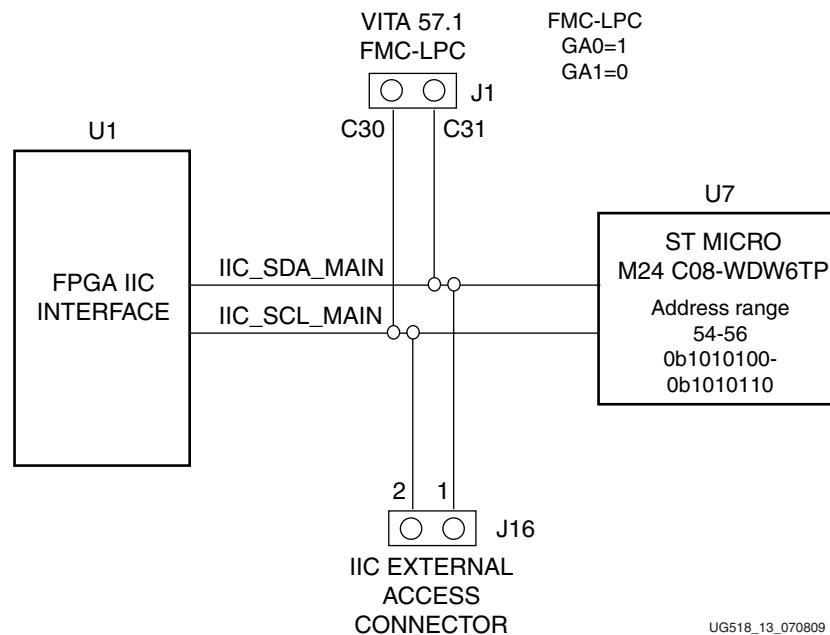 VITA 57.1
FMC-LPC
FMC-LPC
GA0=1
GA1=0
J1
C30
C31
U1
FPGA IIC
INTERFACE
IIC_SDA_MAIN
IIC_SCL_MAIN
U7
ST MICRO
M24 C08-WDW6TP
Address range
54-56
0b1010100-
0b1010110
2
1
J16
IIC EXTERNAL
ACCESS
CONNECTOR
UG518_13_070809